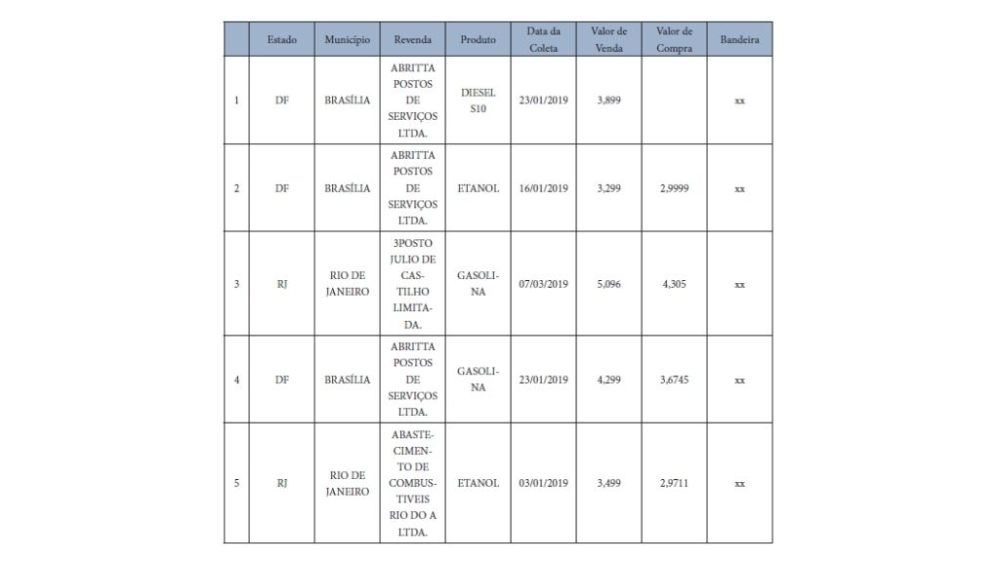 Estado Município Revenda Produto Data da Coleta Valor de Venda Valor de Compra Bandeira
1 DF BRASÍLIA ABRITTA POSTOS DE SERVIÇOS LTDA. DIESEL S10 23/01/2019 3,899 xx
2 DF BRASÍLIA ABRITTA POSTOS DE SERVIÇOS LTDA. ETANOL 16/01/2019 3,299 2,9999 xx
3 RJ RIO DE JANEIRO 3POSTO JULIO DE CAS- TILHO LIMITA- DA. GASOLI- NA 07/03/2019 5,096 4,305 xx
4 DF BRASÍLIA ABRITTA POSTOS DE SERVIÇOS LTDA. GASOLI- NA 23/01/2019 4,299 3,6745 xx
5 RJ RIO DE JANEIRO ABASTE- CIMEN- TO DE COMBUS- TIVEIS RIO DO A LTDA. ETANOL 03/01/2019 3,499 2,9711 xx